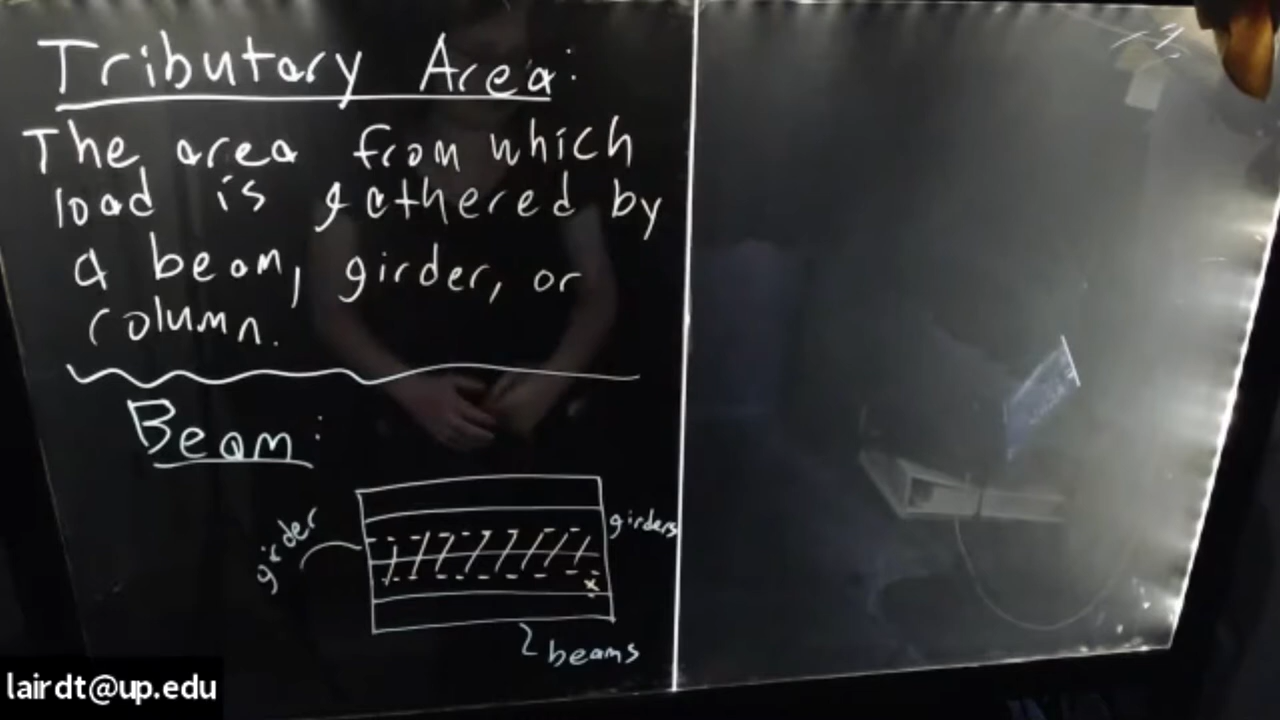 Tributary Area:
The area from which
load is gathered by
a beam, girder, or
column.
Beam:
girder
girders
x
beams
lairdt@up.edu